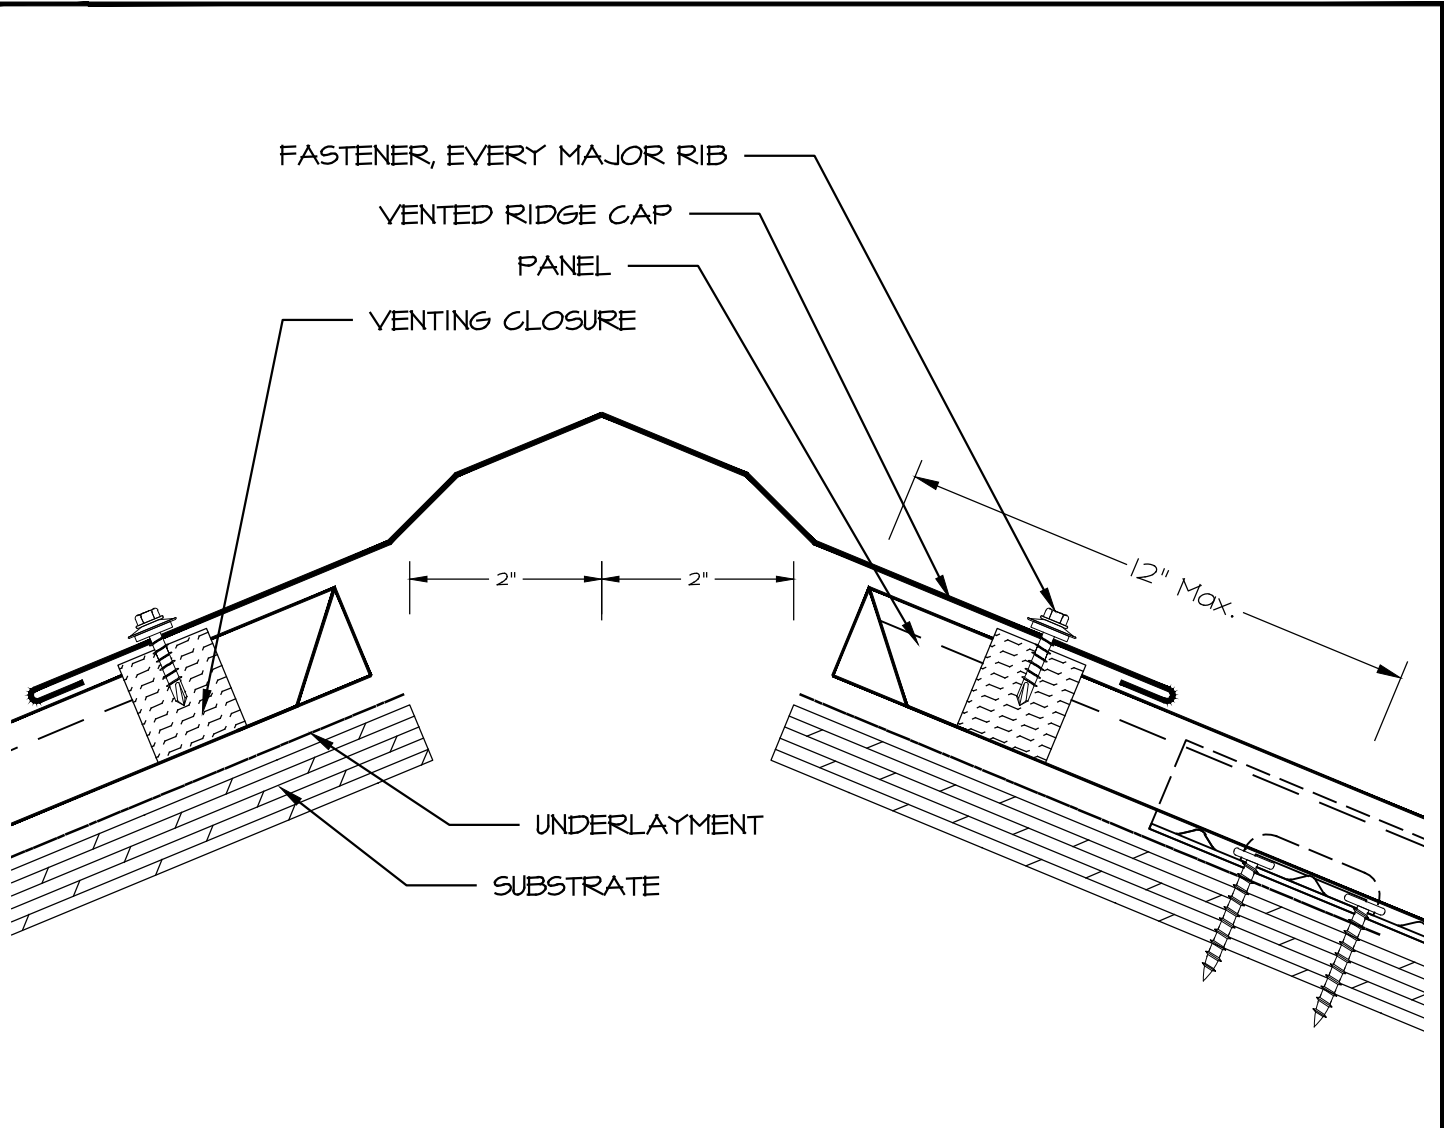 FASTENER, EVERY MAJOR RIB
VENTED RIDGE CAP
PANEL
VENTING CLOSURE
2"
2"
12" Max.
UNDERLAYMENT
SUBSTRATE